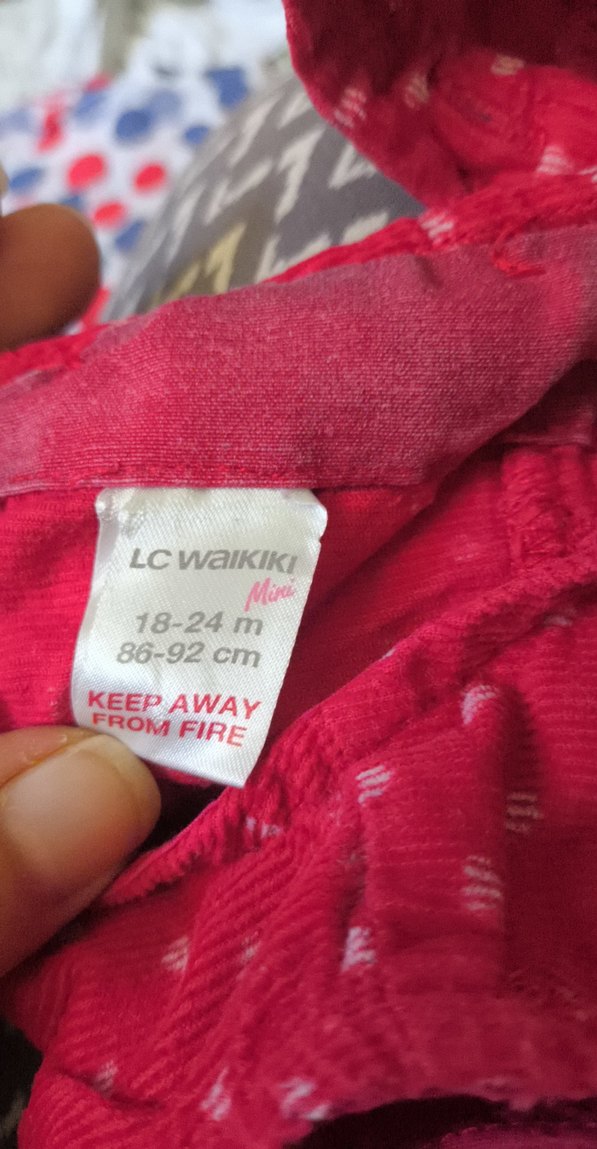 LC WAIKIKI
Mini
18-24 m
86-92 cm
KEEP AWAY
FROM FIRE